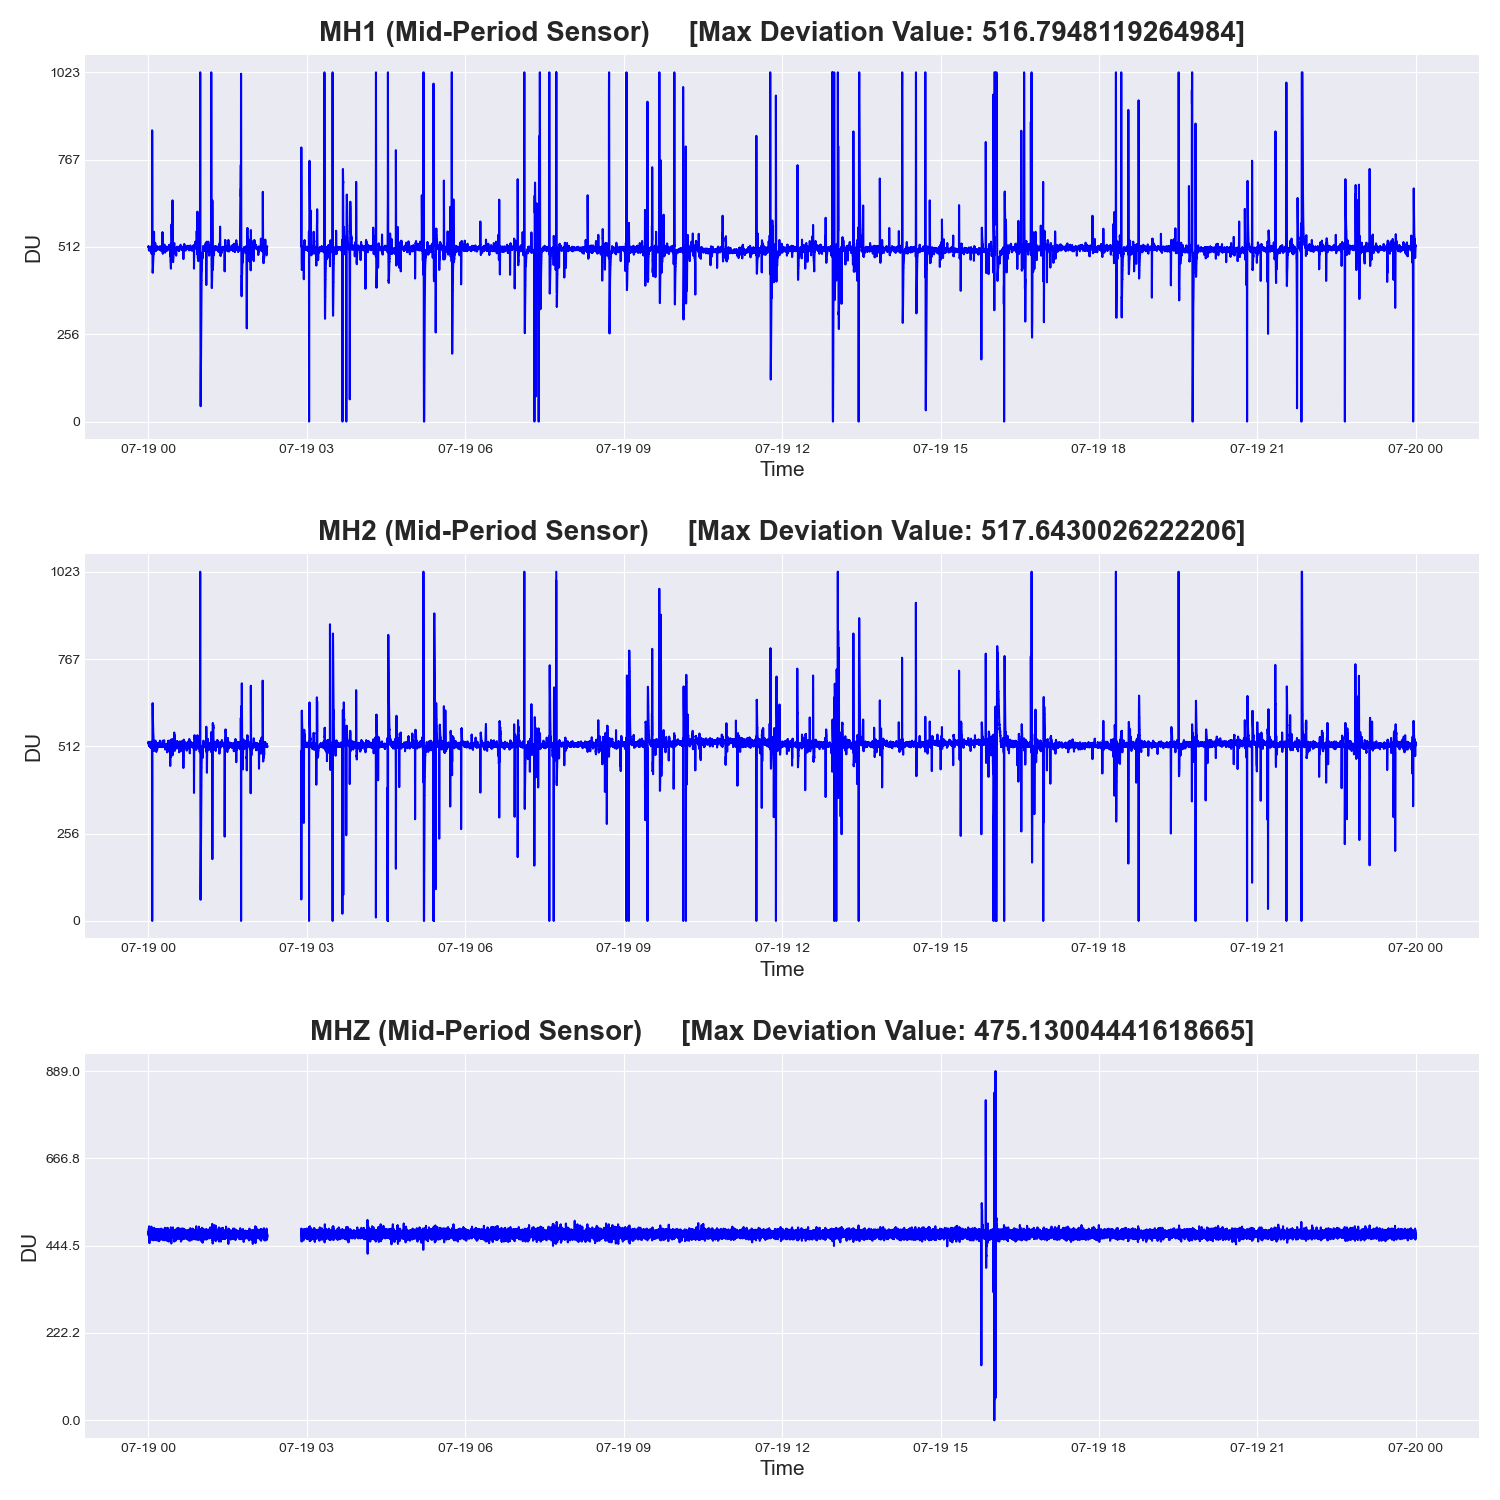 MH1 (Mid-Period Sensor) [Max Deviation Value: 516.7948119264984]
1023
767
512
256
0
DU
07-19 00 07-19 03 07-19 06 07-19 09 07-19 12 07-19 15 07-19 18 07-19 21 07-20 00
Time
MH2 (Mid-Period Sensor) [Max Deviation Value: 517.6430026222206]
1023
767
512
256
0
DU
07-19 00 07-19 03 07-19 06 07-19 09 07-19 12 07-19 15 07-19 18 07-19 21 07-20 00
Time
MHZ (Mid-Period Sensor) [Max Deviation Value: 475.13004441618665]
889.0
666.8
444.5
222.2
0.0
DU
07-19 00 07-19 03 07-19 06 07-19 09 07-19 12 07-19 15 07-19 18 07-19 21 07-20 00
Time